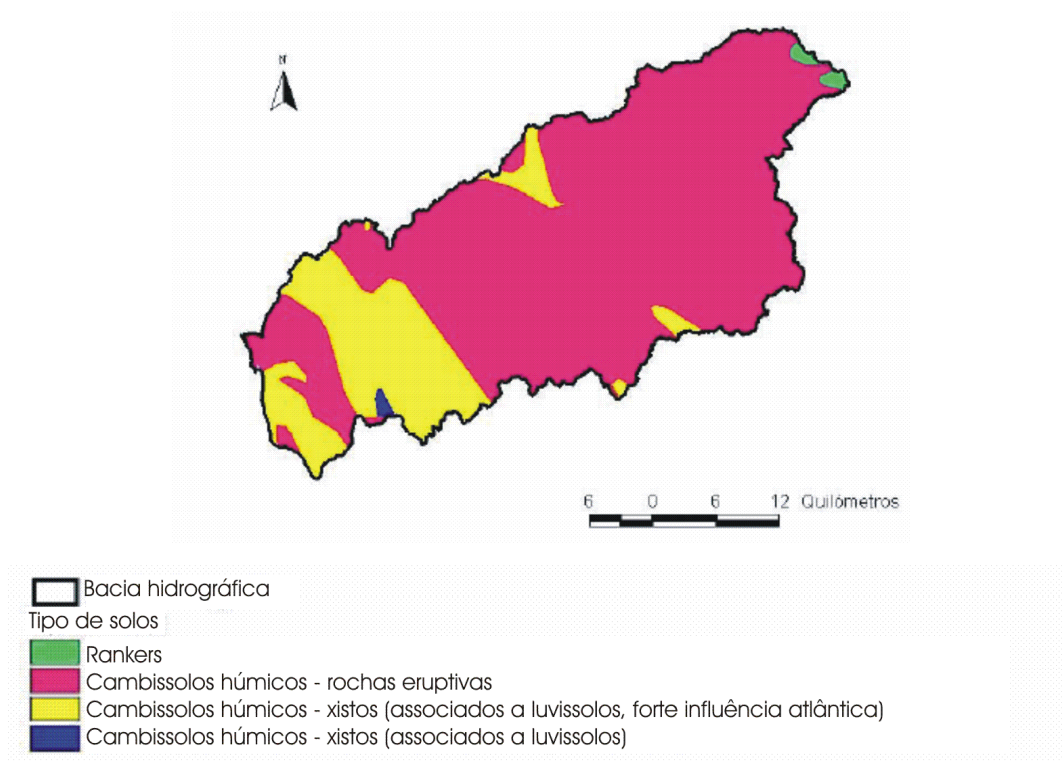 N
6 0 6 12 Quilómetros
Bacia hidrográfica
Tipo de solos
Rankers
Cambissolos húmicos - rochas eruptivas
Cambissolos húmicos - xistos (associados a luvissolos, forte influência atlântica)
Cambissolos húmicos - xistos (associados a luvissolos)